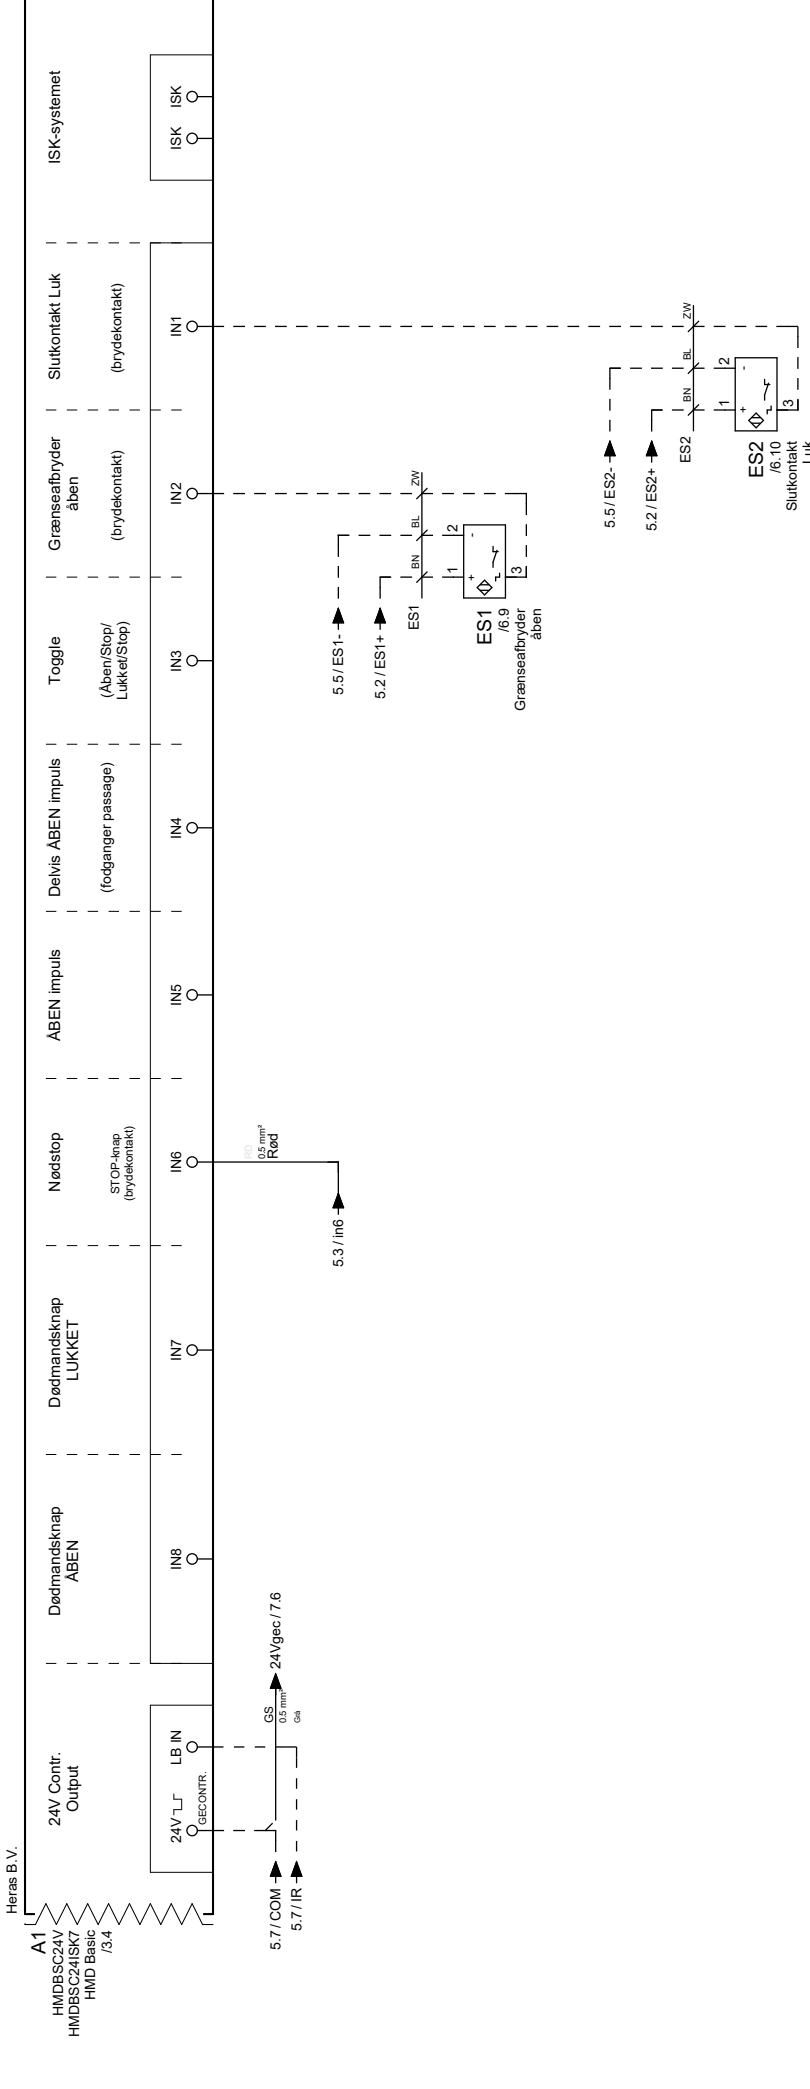 Heras B.V.
A1
HMDBSC24V
HMDBSC24ISK7
HMD Basic
/3.4
24V Contr.
Output
24V
GECONTR.
LB IN
Dødmandsknap
ÅBEN
IN8
Dødmandsknap
LUKKET
IN7
Nødstop
STOP-knap
(brydekontakt)
IN6
ÅBEN impuls
IN5
Delvis ÅBEN impuls
(fodganger passage)
IN4
Toggle
(Åben/Stop/
Lukket/Stop)
IN3
Grænseafbryder
åben
(brydekontakt)
IN2
Slutkontakt Luk
(brydekontakt)
IN1
ISK-systemet
ISK
ISK
5.7 / COM
5.7 / IR
GS
0.5 mm²
Grå
24Vgec / 7.6
RD
0.5 mm²
Rød
5.3 / in6
5.5 / ES1-
5.2 / ES1+
ES1
BN
BL
ZW
1
2
+
-
3
ES1
/6.9
Grænseafbryder
åben
5.5 / ES2-
5.2 / ES2+
ES2
BN
BL
ZW
1
2
+
-
3
ES2
/6.10
Slutkontakt
Luk